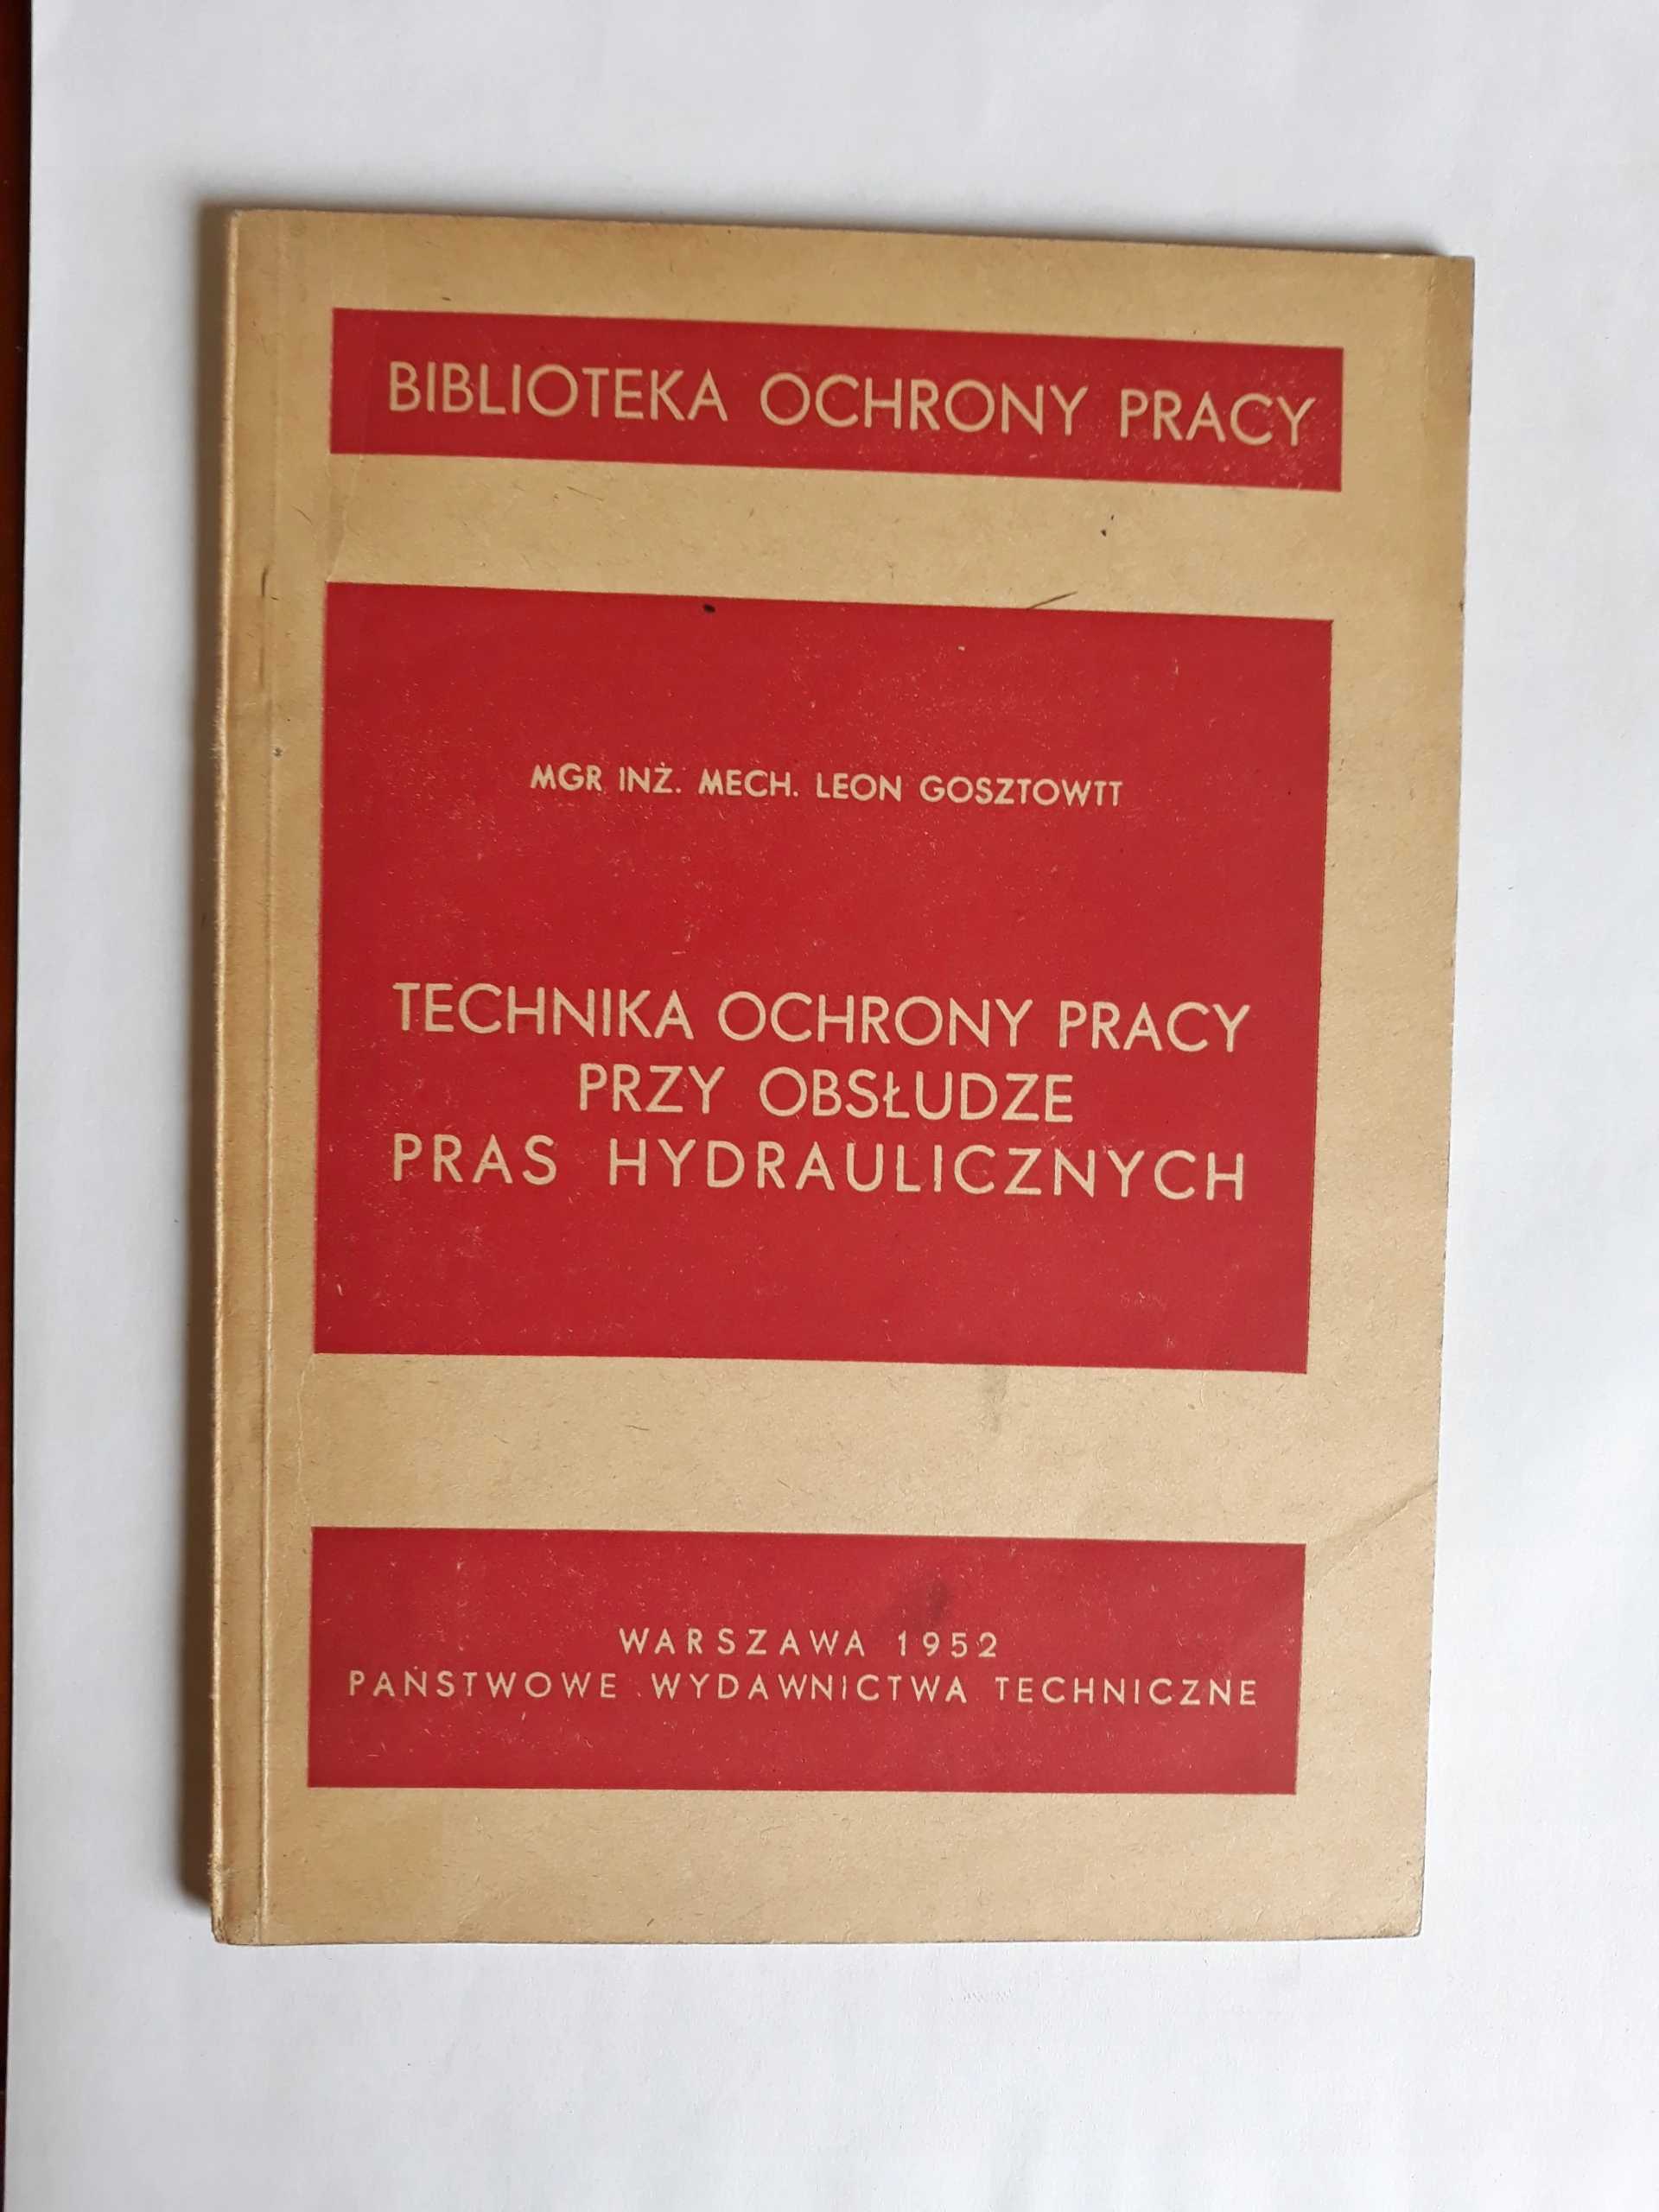 BIBLIOTEKA OCHRONY PRACY
MGR INŻ. MECH. LEON GOSZTOWTT
TECHNIKA OCHRONY PRACY
PRZY OBSŁUDZE
PRAS HYDRAULICZNYCH
WARSZAWA 1952
PAŃSTWOWE WYDAWNICTWA TECHNICZNE